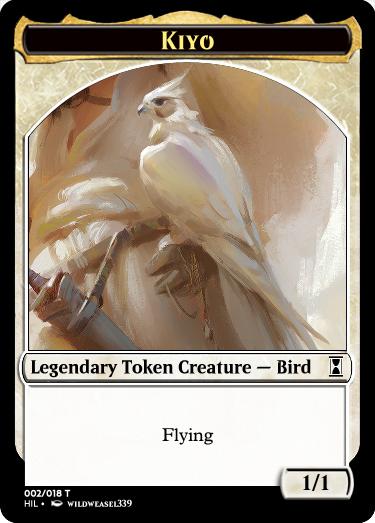 Kiyo
Legendary Token Creature — Bird
Flying
1/1
002/018 T
HIL • wildweasel339